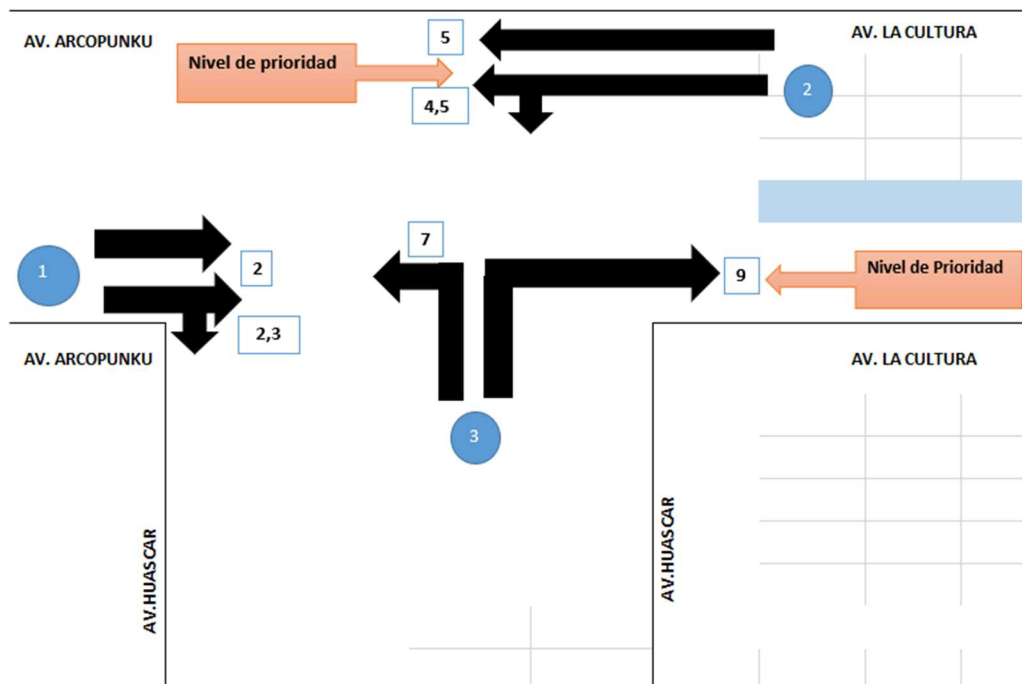 AV. ARCOPUNKU
Nivel de prioridad
5
4,5
AV. LA CULTURA
2
1
2
2,3
7
9
Nivel de Prioridad
AV. ARCOPUNKU
AV. LA CULTURA
3
AV.HUASCAR
AV.HUASCAR